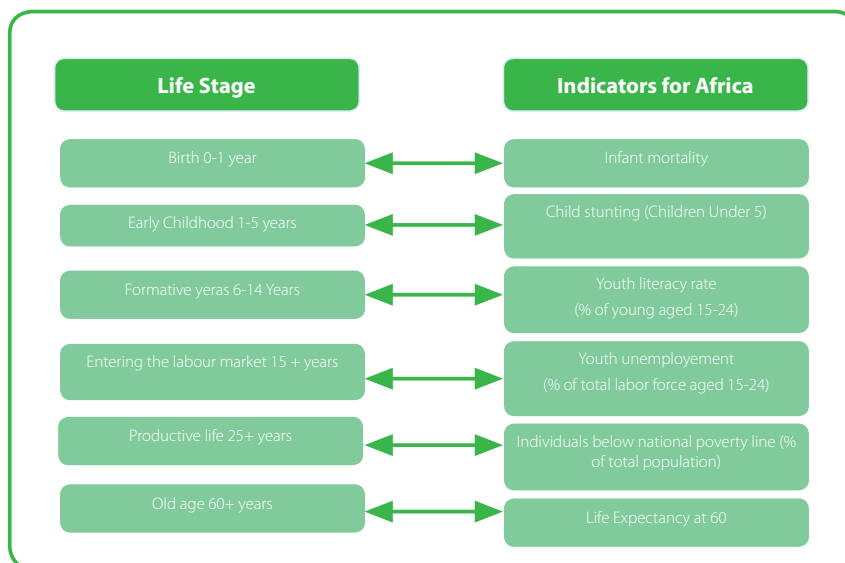 Life Stage
Indicators for Africa
Birth 0-1 year
Infant mortality
Early Childhood 1-5 years
Child stunting (Children Under 5)
Formative yeras 6-14 Years
Youth literacy rate
(% of young aged 15-24)
Entering the labour market 15 + years
Youth unemployement
(% of total labor force aged 15-24)
Productive life 25+ years
Individuals below national poverty line (%
of total population)
Old age 60+ years
Life Expectancy at 60